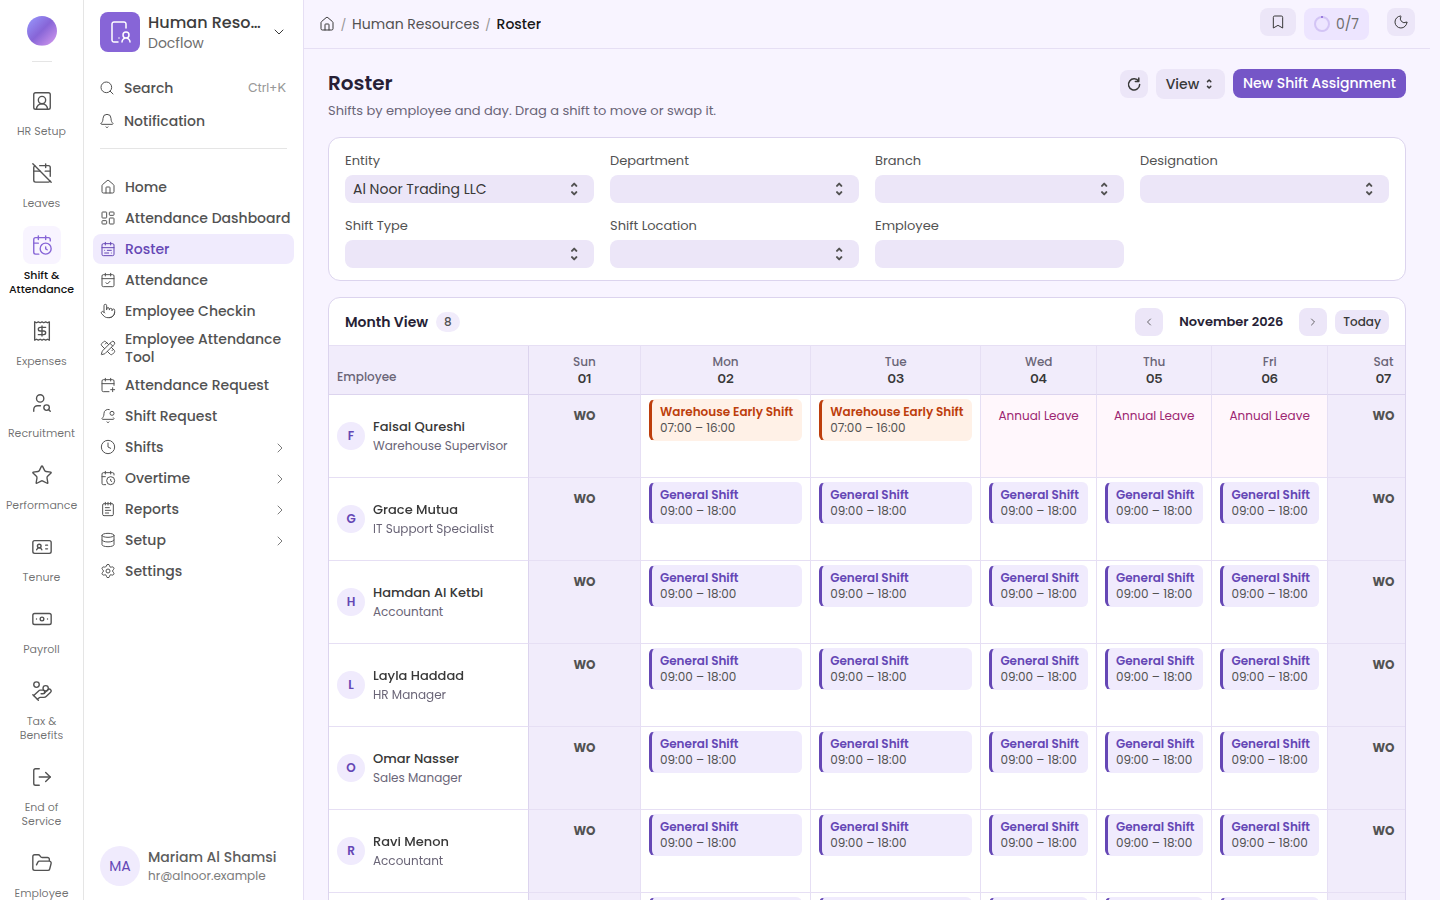 HR Setup
Leaves
Shift &
Attendance
Expenses
Recruitment
Performance
Tenure
Payroll
Tax &
Benefits
End of
Service
Employee
Human Reso...
Docflow
Search Ctrl+K
Notification
Home
Attendance Dashboard
Roster
Attendance
Employee Checkin
Employee Attendance
Tool
Attendance Request
Shift Request
Shifts
Overtime
Reports
Setup
Settings
MA
Mariam Al Shamsi
hr@alnoor.example
/ Human Resources / Roster
0/7
Roster
Shifts by employee and day. Drag a shift to move or swap it.
View
New Shift Assignment
Entity Department Branch Designation
Al Noor Trading LLC
Shift Type Shift Location Employee
Month View 8
November 2026
Today
Employee Sun 01 Mon 02 Tue 03 Wed 04 Thu 05 Fri 06 Sat 07
F Faisal Qureshi
Warehouse Supervisor
WO
Warehouse Early Shift
07:00 – 16:00
Warehouse Early Shift
07:00 – 16:00
Annual Leave
Annual Leave
Annual Leave
WO
G Grace Mutua
IT Support Specialist
WO
General Shift
09:00 – 18:00
General Shift
09:00 – 18:00
General Shift
09:00 – 18:00
General Shift
09:00 – 18:00
General Shift
09:00 – 18:00
WO
H Hamdan Al Ketbi
Accountant
WO
General Shift
09:00 – 18:00
General Shift
09:00 – 18:00
General Shift
09:00 – 18:00
General Shift
09:00 – 18:00
General Shift
09:00 – 18:00
WO
L Layla Haddad
HR Manager
WO
General Shift
09:00 – 18:00
General Shift
09:00 – 18:00
General Shift
09:00 – 18:00
General Shift
09:00 – 18:00
General Shift
09:00 – 18:00
WO
O Omar Nasser
Sales Manager
WO
General Shift
09:00 – 18:00
General Shift
09:00 – 18:00
General Shift
09:00 – 18:00
General Shift
09:00 – 18:00
General Shift
09:00 – 18:00
WO
R Ravi Menon
Accountant
WO
General Shift
09:00 – 18:00
General Shift
09:00 – 18:00
General Shift
09:00 – 18:00
General Shift
09:00 – 18:00
General Shift
09:00 – 18:00
WO